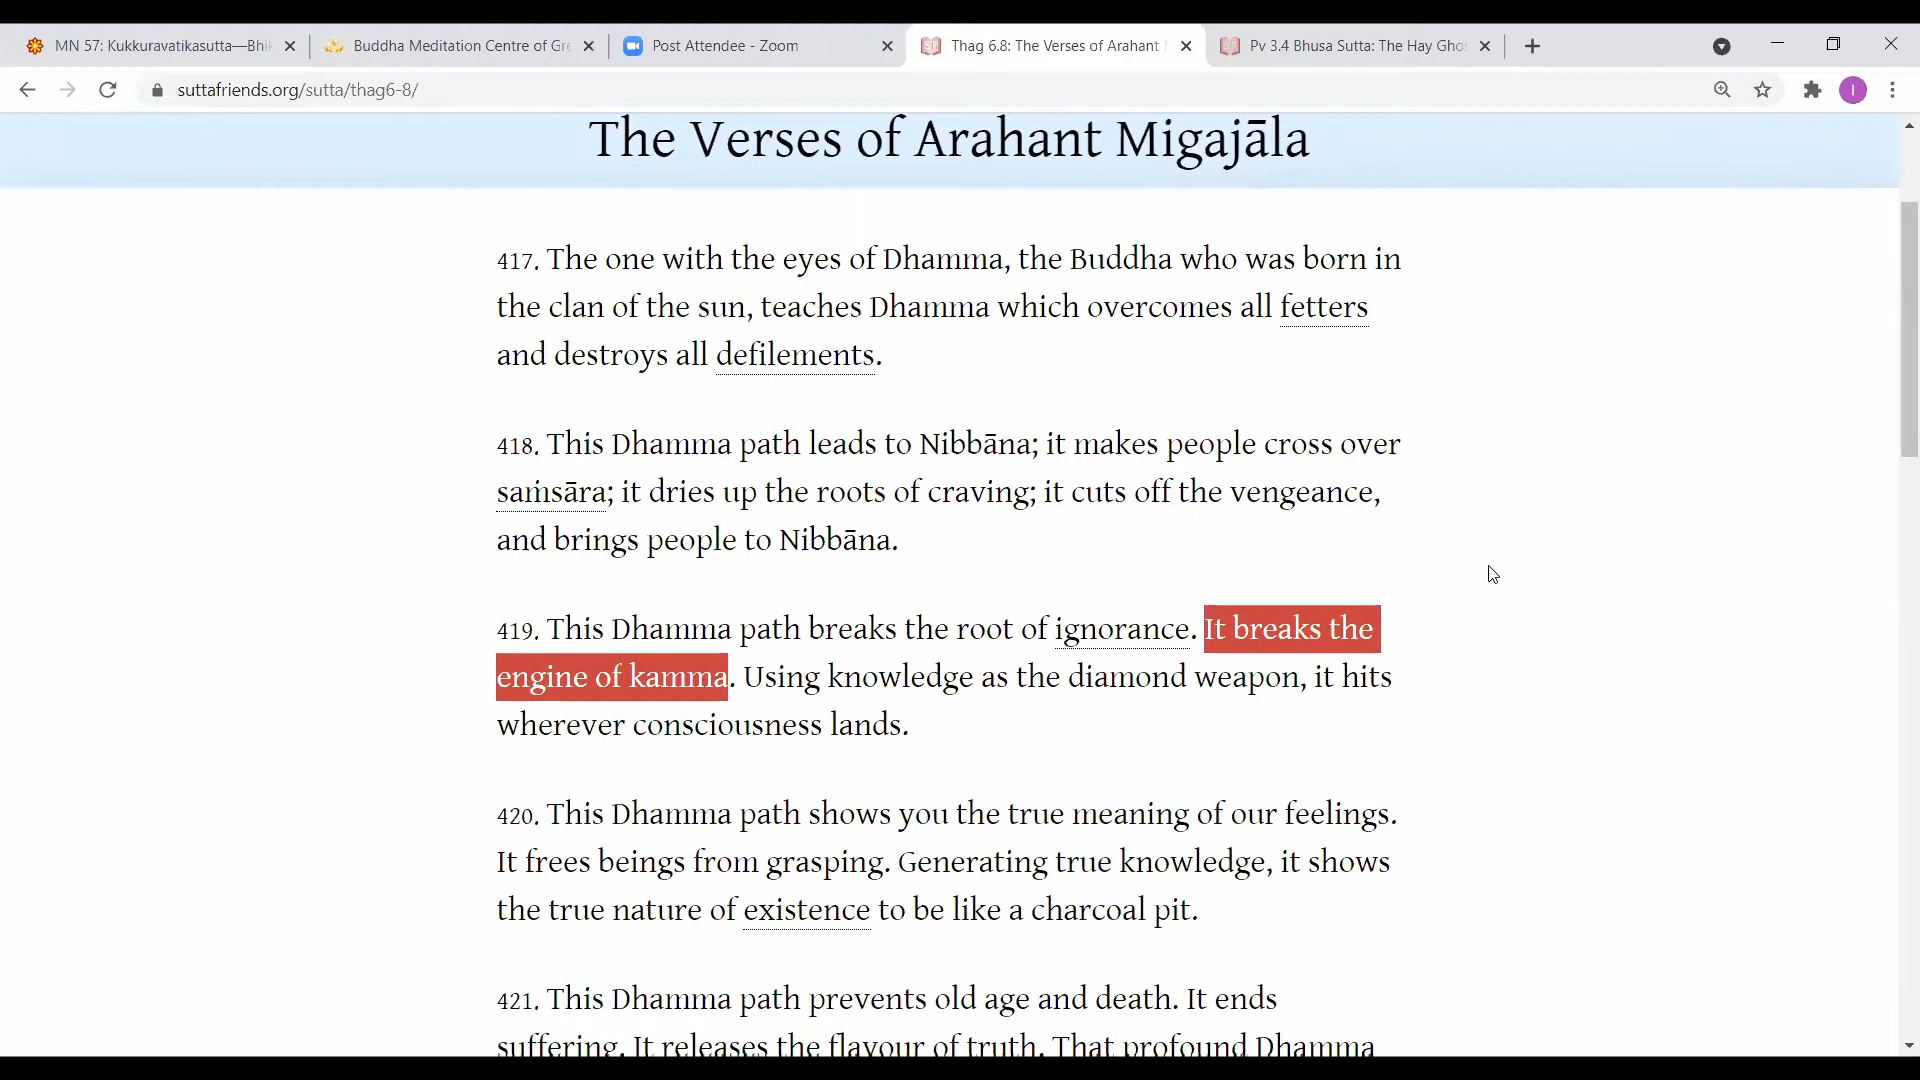 MN 57: Kukkuravatikasutta—Bhi
Buddha Meditation Centre of Gre
Post Attendee - Zoom
Thag 6.8: The Verses of Arahant
Pv 3.4 Bhusa Sutta: The Hay Gho
suttafriends.org/sutta/thag6-8/
I
The Verses of Arahant Migajāla
417. The one with the eyes of Dhamma, the Buddha who was born in
the clan of the sun, teaches Dhamma which overcomes all fetters
and destroys all defilements.
418. This Dhamma path leads to Nibbāna; it makes people cross over
saṁsāra; it dries up the roots of craving; it cuts off the vengeance,
and brings people to Nibbāna.
419. This Dhamma path breaks the root of ignorance. It breaks the
engine of kamma. Using knowledge as the diamond weapon, it hits
wherever consciousness lands.
420. This Dhamma path shows you the true meaning of our feelings.
It frees beings from grasping. Generating true knowledge, it shows
the true nature of existence to be like a charcoal pit.
421. This Dhamma path prevents old age and death. It ends
suffering. It releases the flavour of truth. That profound Dhamma